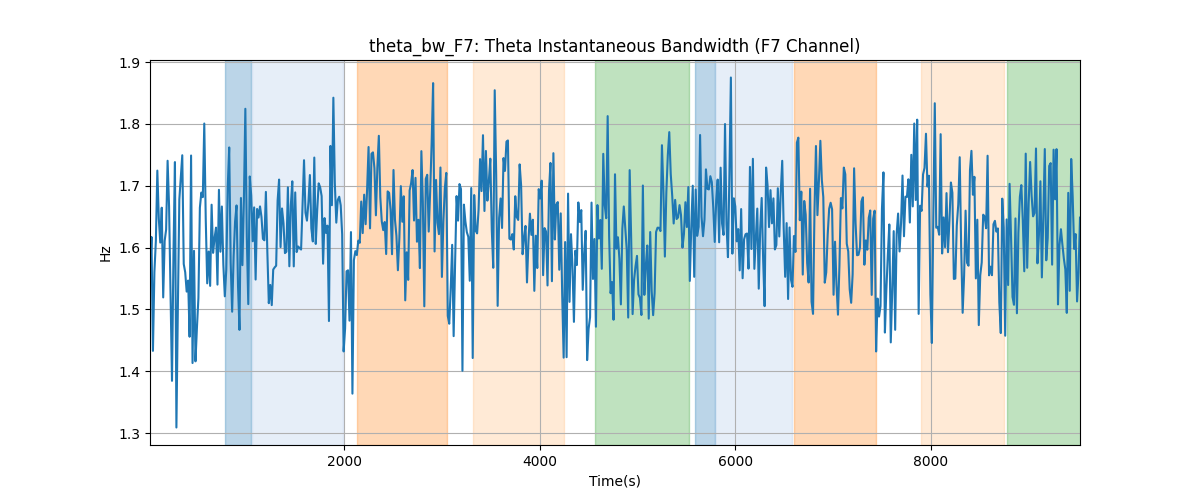 theta_bw_F7: Theta Instantaneous Bandwidth (F7 Channel)
1.9
1.8
1.7
1.6
1.5
1.4
1.3
Hz
2000 4000 6000 8000
Time(s)